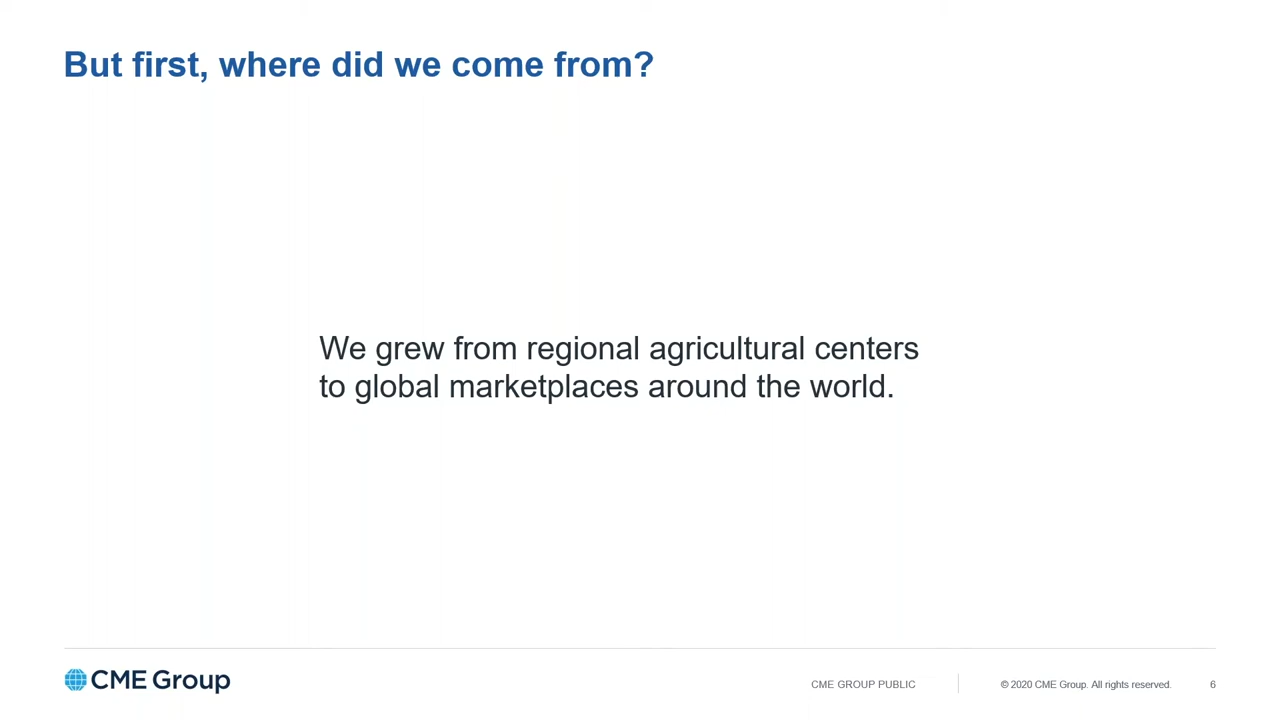 But first, where did we come from?
We grew from regional agricultural centers
to global marketplaces around the world.
CME Group
CME GROUP PUBLIC
© 2020 CME Group. All rights reserved.
6